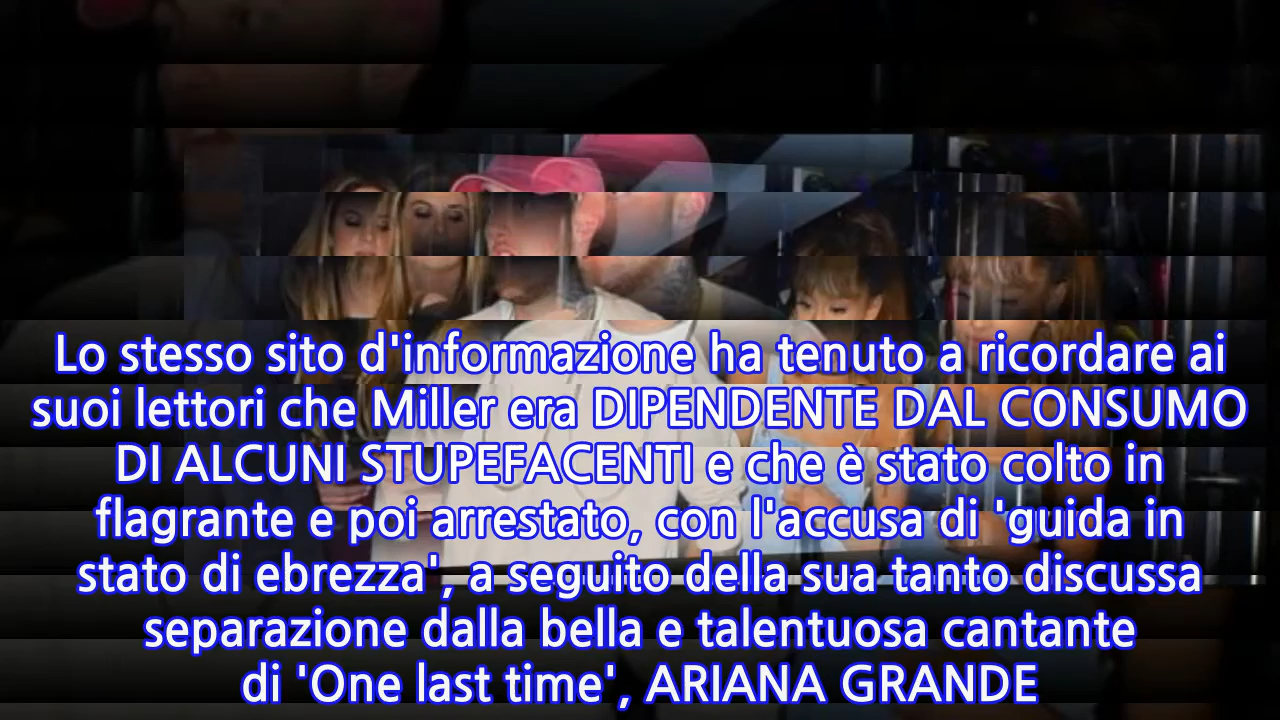 Lo stesso sito d'informazione ha tenuto a ricordare ai
suoi lettori che Miller era DIPENDENTE DAL CONSUMO
DI ALCUNI STUPEFACENTI e che è stato colto in
flagrante e poi arrestato, con l'accusa di 'guida in
stato di ebrezza', a seguito della sua tanto discussa
separazione dalla bella e talentuosa cantante
di 'One last time', ARIANA GRANDE